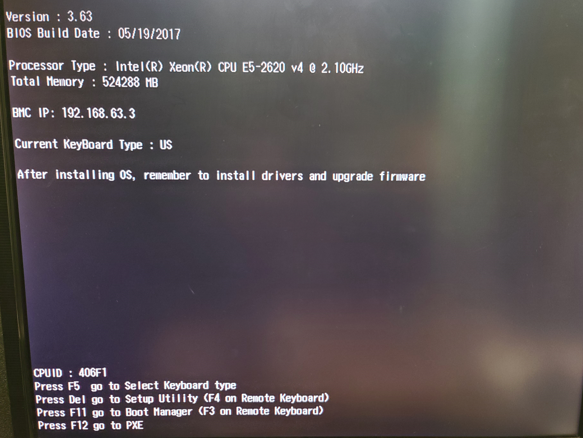 Version : 3.63
BIOS Build Date : 05/19/2017
Processor Type : Intel(R) Xeon(R) CPU E5-2620 v4 @ 2.10GHz
Total Memory : 524288 MB
BMC IP: 192.168.63.3
Current KeyBoard Type : US
After installing OS, remember to install drivers and upgrade firmware
CPUID : 406F1
Press F5 go to Select Keyboard type
Press Del go to Setup Utility (F4 on Remote Keyboard)
Press F11 go to Boot Manager (F3 on Remote Keyboard)
Press F12 go to PXE